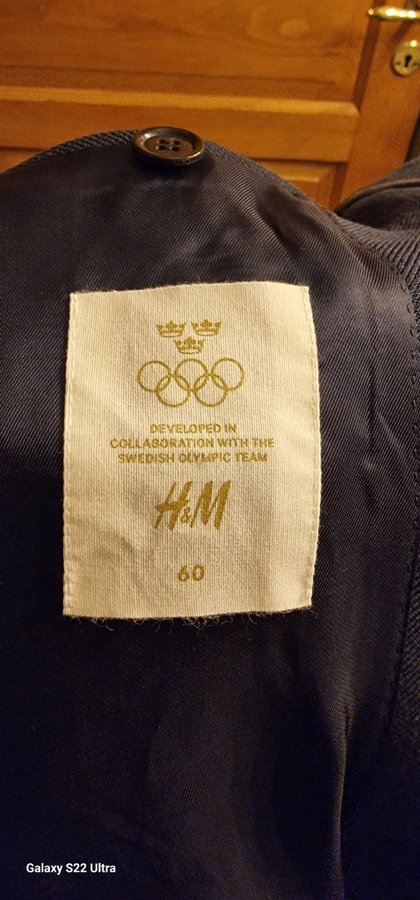 DEVELOPED IN
COLLABORATION WITH THE
SWEDISH OLYMPIC TEAM
H&M
60
Galaxy S22 Ultra